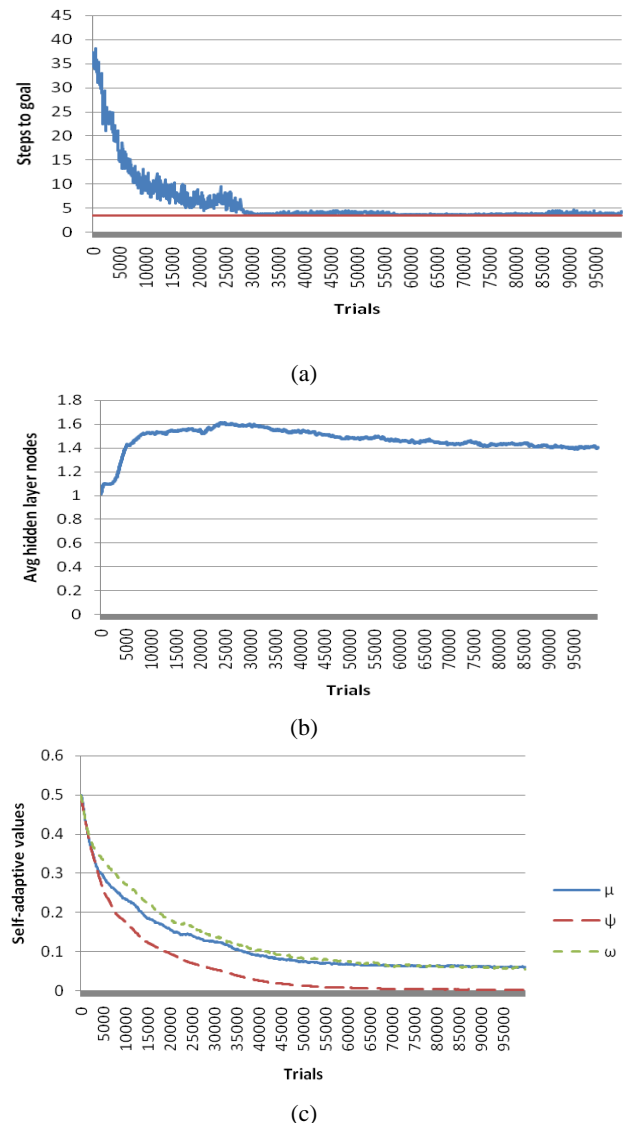 45
40
35
30
25
20
15
10
5
0
Steps to goal
0 5000 10000 15000 20000 25000 30000 35000 40000 45000 50000 55000 60000 65000 70000 75000 80000 85000 90000 95000
Trials
(a)
1.8
1.6
1.4
1.2
1
0.8
0.6
0.4
0.2
0
Avg hidden layer nodes
0 5000 10000 15000 20000 25000 30000 35000 40000 45000 50000 55000 60000 65000 70000 75000 80000 85000 90000 95000
Trials
(b)
0.6
0.5
0.4
0.3
0.2
0.1
0
Self-adaptive values
0 5000 10000 15000 20000 25000 30000 35000 40000 45000 50000 55000 60000 65000 70000 75000 80000 85000 90000 95000
Trials
μ
ψ
ω
(c)